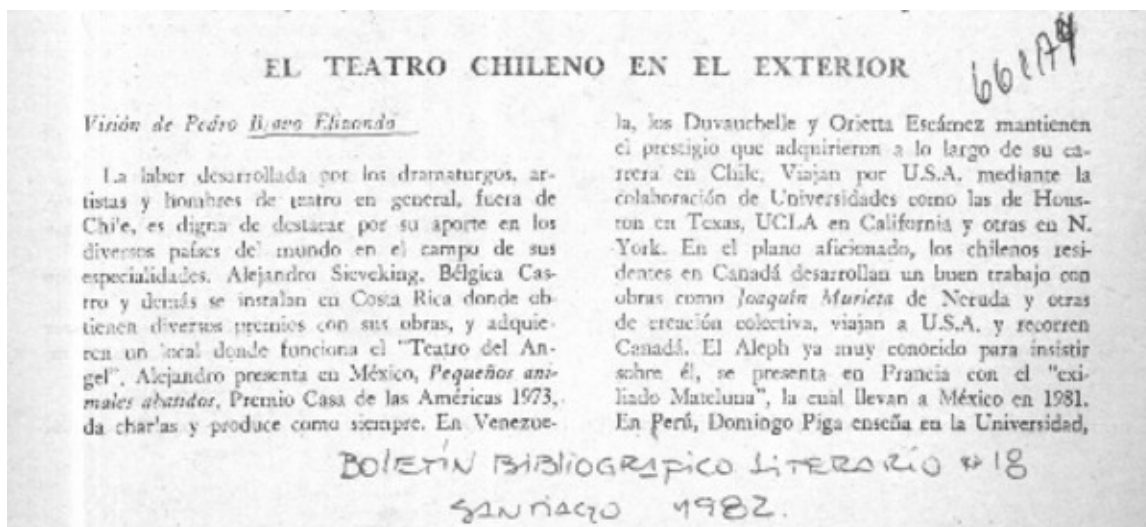 EL TEATRO CHILENO EN EL EXTERIOR
Visión de Pedro Bravo Elizondo
La labor desarrollada por los dramaturgos, ar-
tistas y hombres de teatro en general, fuera de
Chi'e, es digna de destacar por su aporte en los
diversos países del mundo en el campo de sus
especialidades. Alejandro Sieveking, Bélgica Cas-
tro y demás se instalan en Costa Rica donde ob-
tienen diversos premios con sus obras, y adquie-
ren un local donde funciona el "Teatro del An-
gel". Alejandro presenta en México, Pequeños ani-
males abatidos, Premio Casa de las Américas 1973,
da char'as y produce como siempre. En Venezue-
la, los Duvauchelle y Orietta Escámez mantienen
el prestigio que adquirieron a lo largo de su ca-
rrera en Chile. Viajan por U.S.A. mediante la
colaboración de Universidades como las de Hous-
ton en Texas, UCLA en California y otras en N.
York. En el plano aficionado, los chilenos resi-
dentes en Canadá desarrollan un buen trabajo con
obras como Joaquín Murieta de Neruda y otras
de creación colectiva, viajan a U.S.A. y recorren
Canadá. El Aleph ya muy conocido para insistir
sobre él, se presenta en Francia con el "exi-
liado Mateluna", la cual llevan a México en 1981.
En Perú, Domingo Piga enseña en la Universidad,
BOLETÍN BIBLIOGRAFICO LITERARIO # 18
SANTIAGO 1982.